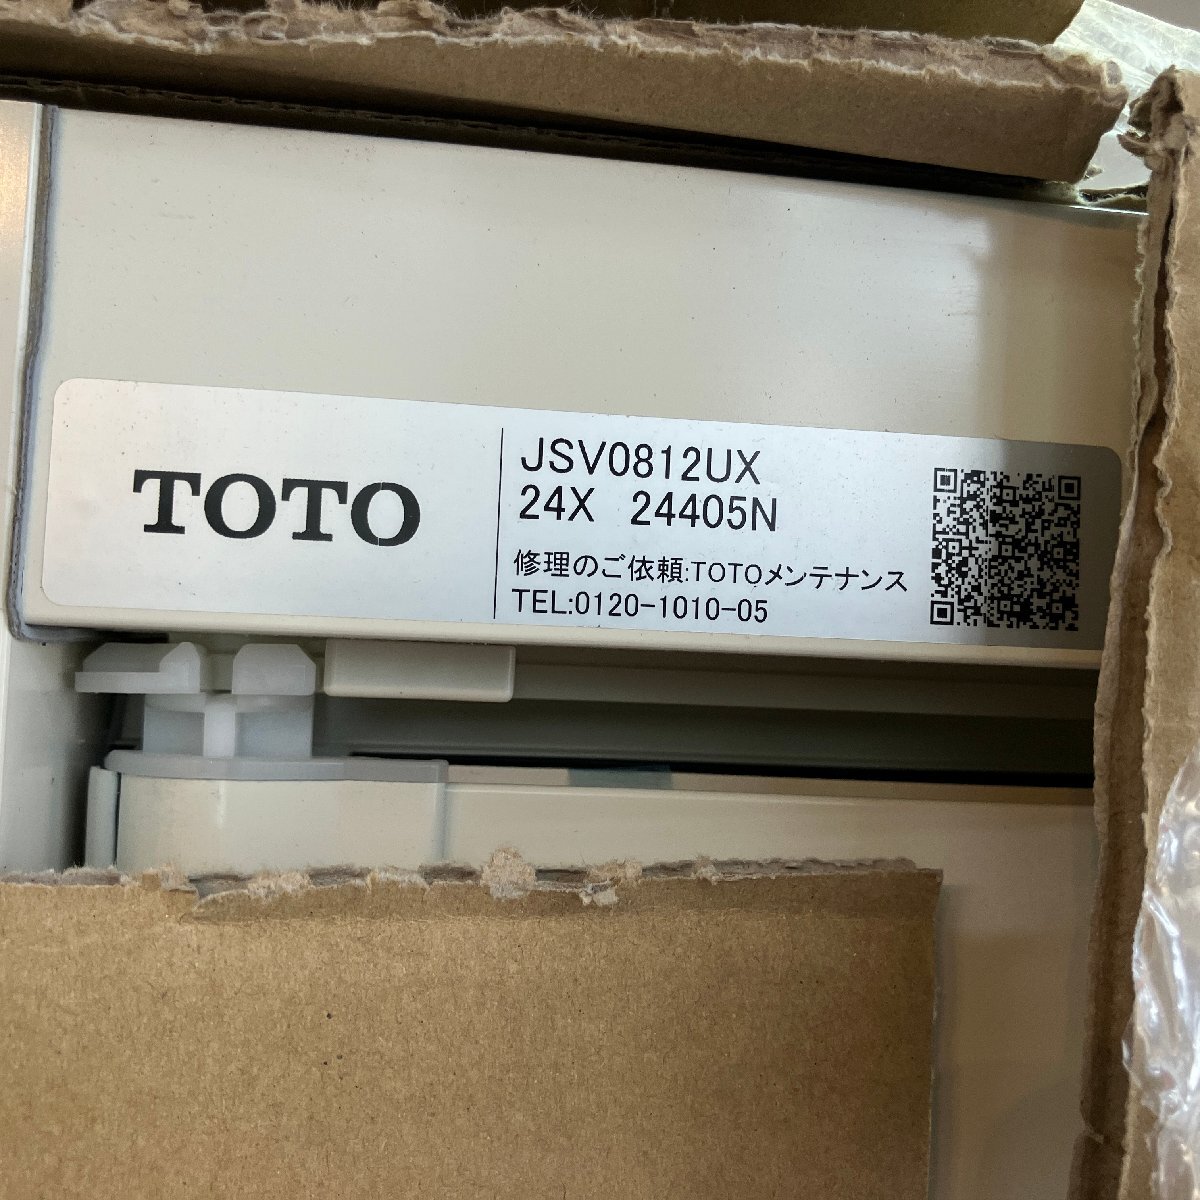 TOTO
JSV0812UX
24X 24405N
修理のご依頼:TOTOメンテナンス
TEL:0120-1010-05